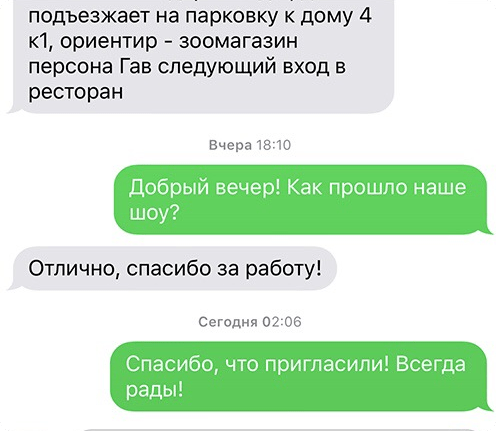 подъезжает на парковку к дому 4
к1, ориентир - зоомагазин
персона Гав следующий вход в
ресторан
Вчера 18:10
Добрый вечер! Как прошло наше
шоу?
Отлично, спасибо за работу!
Сегодня 02:06
Спасибо, что пригласили! Всегда
рады!